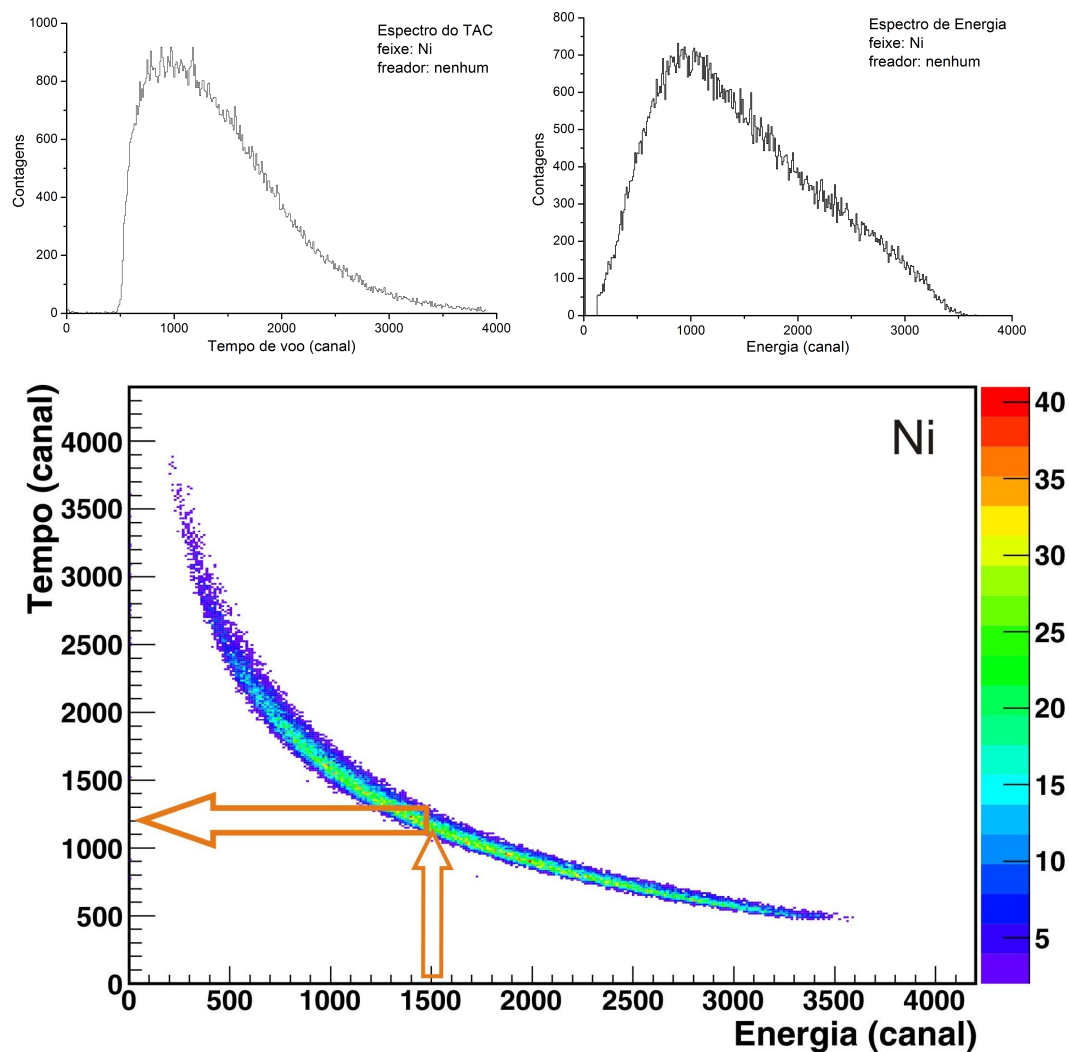 Espectro do TAC
feixe: Ni
freador: nenhum
1000
800
600
400
200
0
Contagens
0 1000 2000 3000 4000
Tempo de voo (canal)
Espectro de Energia
feixe: Ni
freador: nenhum
800
700
600
500
400
300
200
100
0
Contagens
0 1000 2000 3000 4000
Energia (canal)
Ni
Tempo (canal)
4000
3500
3000
2500
2000
1500
1000
500
0
0 500 1000 1500 2000 2500 3000 3500 4000
Energia (canal)
40
35
30
25
20
15
10
5